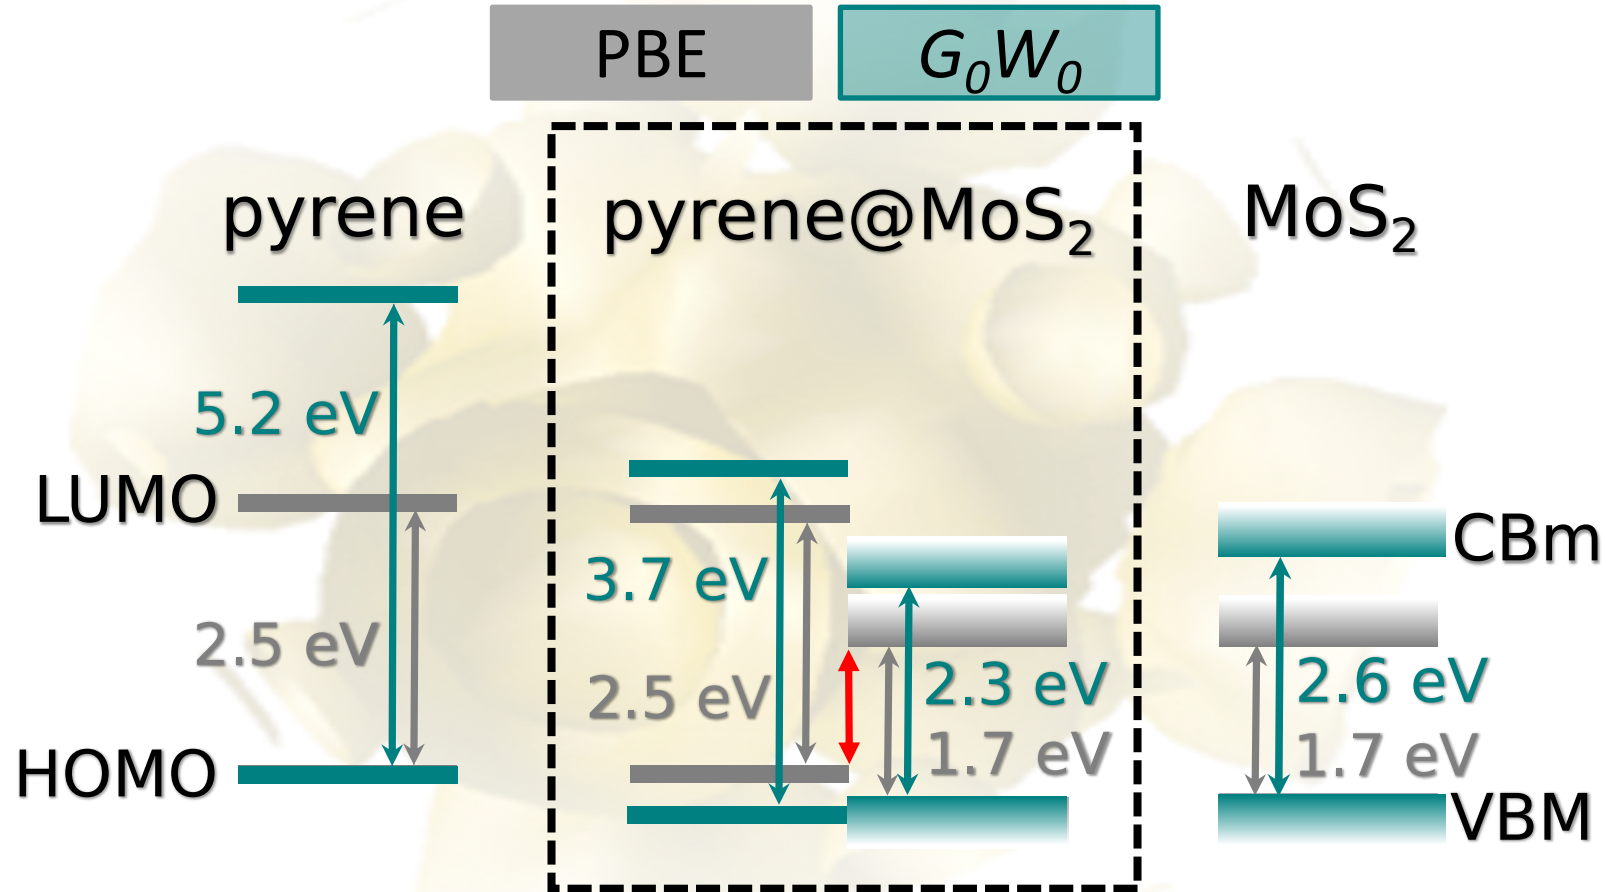 PBE
G₀W₀
pyrene
pyrene@MoS₂
MoS₂
5.2 eV
LUMO
CBm
3.7 eV
2.5 eV
2.3 eV
2.6 eV
2.5 eV
1.7 eV
1.7 eV
HOMO
VBM